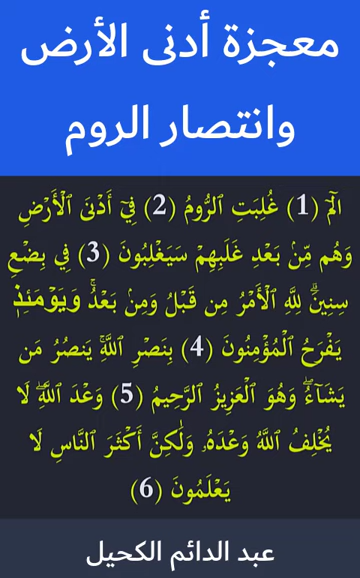 معجزة أدنى الأرض
وانتصار الروم
الٓمٓ (1) غُلِبَتِ ٱلرُّومُ (2) فِيٓ أَدۡنَى ٱلۡأَرۡضِ
وَهُم مِّنۢ بَعۡدِ غَلَبِهِمۡ سَيَغۡلِبُونَ (3) فِي بِضۡعِ
سِنِينَۗ لِلَّهِ ٱلۡأَمۡرُ مِن قَبۡلُ وَمِنۢ بَعۡدُۚ وَيَوۡمَئِذٖ
يَفۡرَحُ ٱلۡمُؤۡمِنُونَ (4) بِنَصۡرِ ٱللَّهِۚ يَنصُرُ مَن
يَشَآءُۖ وَهُوَ ٱلۡعَزِيزُ ٱلرَّحِيمُ (5) وَعۡدَ ٱللَّهِۖ لَا
يُخۡلِفُ ٱللَّهُ وَعۡدَهُۥ وَلَٰكِنَّ أَكۡثَرَ ٱلنَّاسِ لَا
يَعۡلَمُونَ (6)
عبد الدائم الكحيل